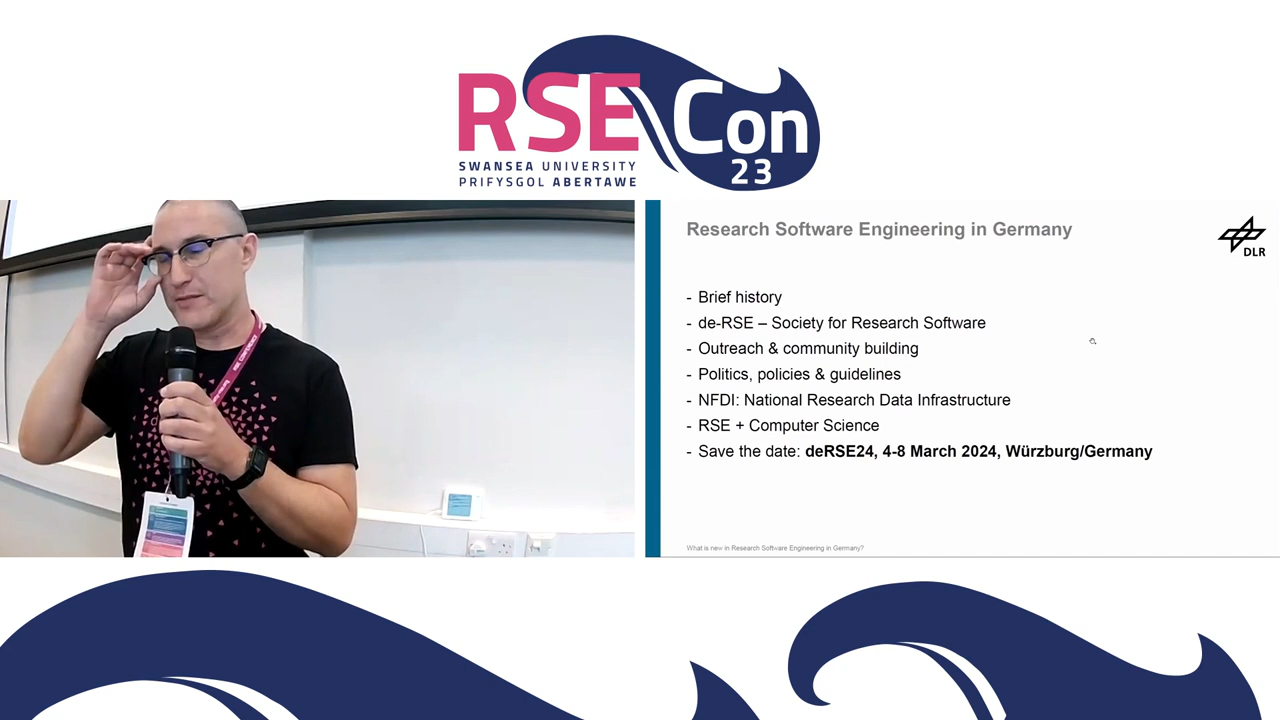 RSE Con
23
SWANSEA UNIVERSITY
PRIFYSGOL ABERTAWE
Research Software Engineering in Germany
DLR
- Brief history
- de-RSE – Society for Research Software
- Outreach & community building
- Politics, policies & guidelines
- NFDI: National Research Data Infrastructure
- RSE + Computer Science
- Save the date: deRSE24, 4-8 March 2024, Würzburg/Germany
What is new in Research Software Engineering in Germany?